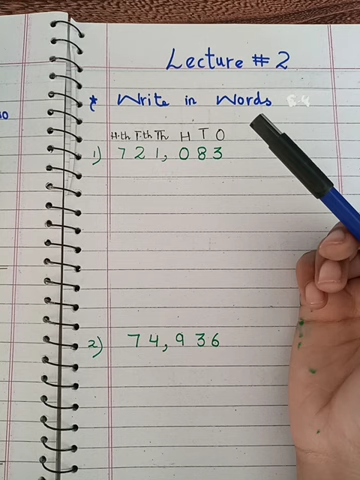 Lecture # 2
* Write in Words
H.th T.th Th H T O
1) 721,083
2) 74,936